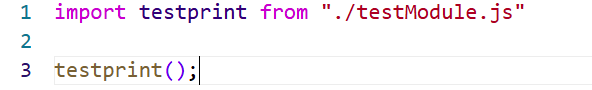 1 import testprint from "./testModule.js"
2
3 testprint();